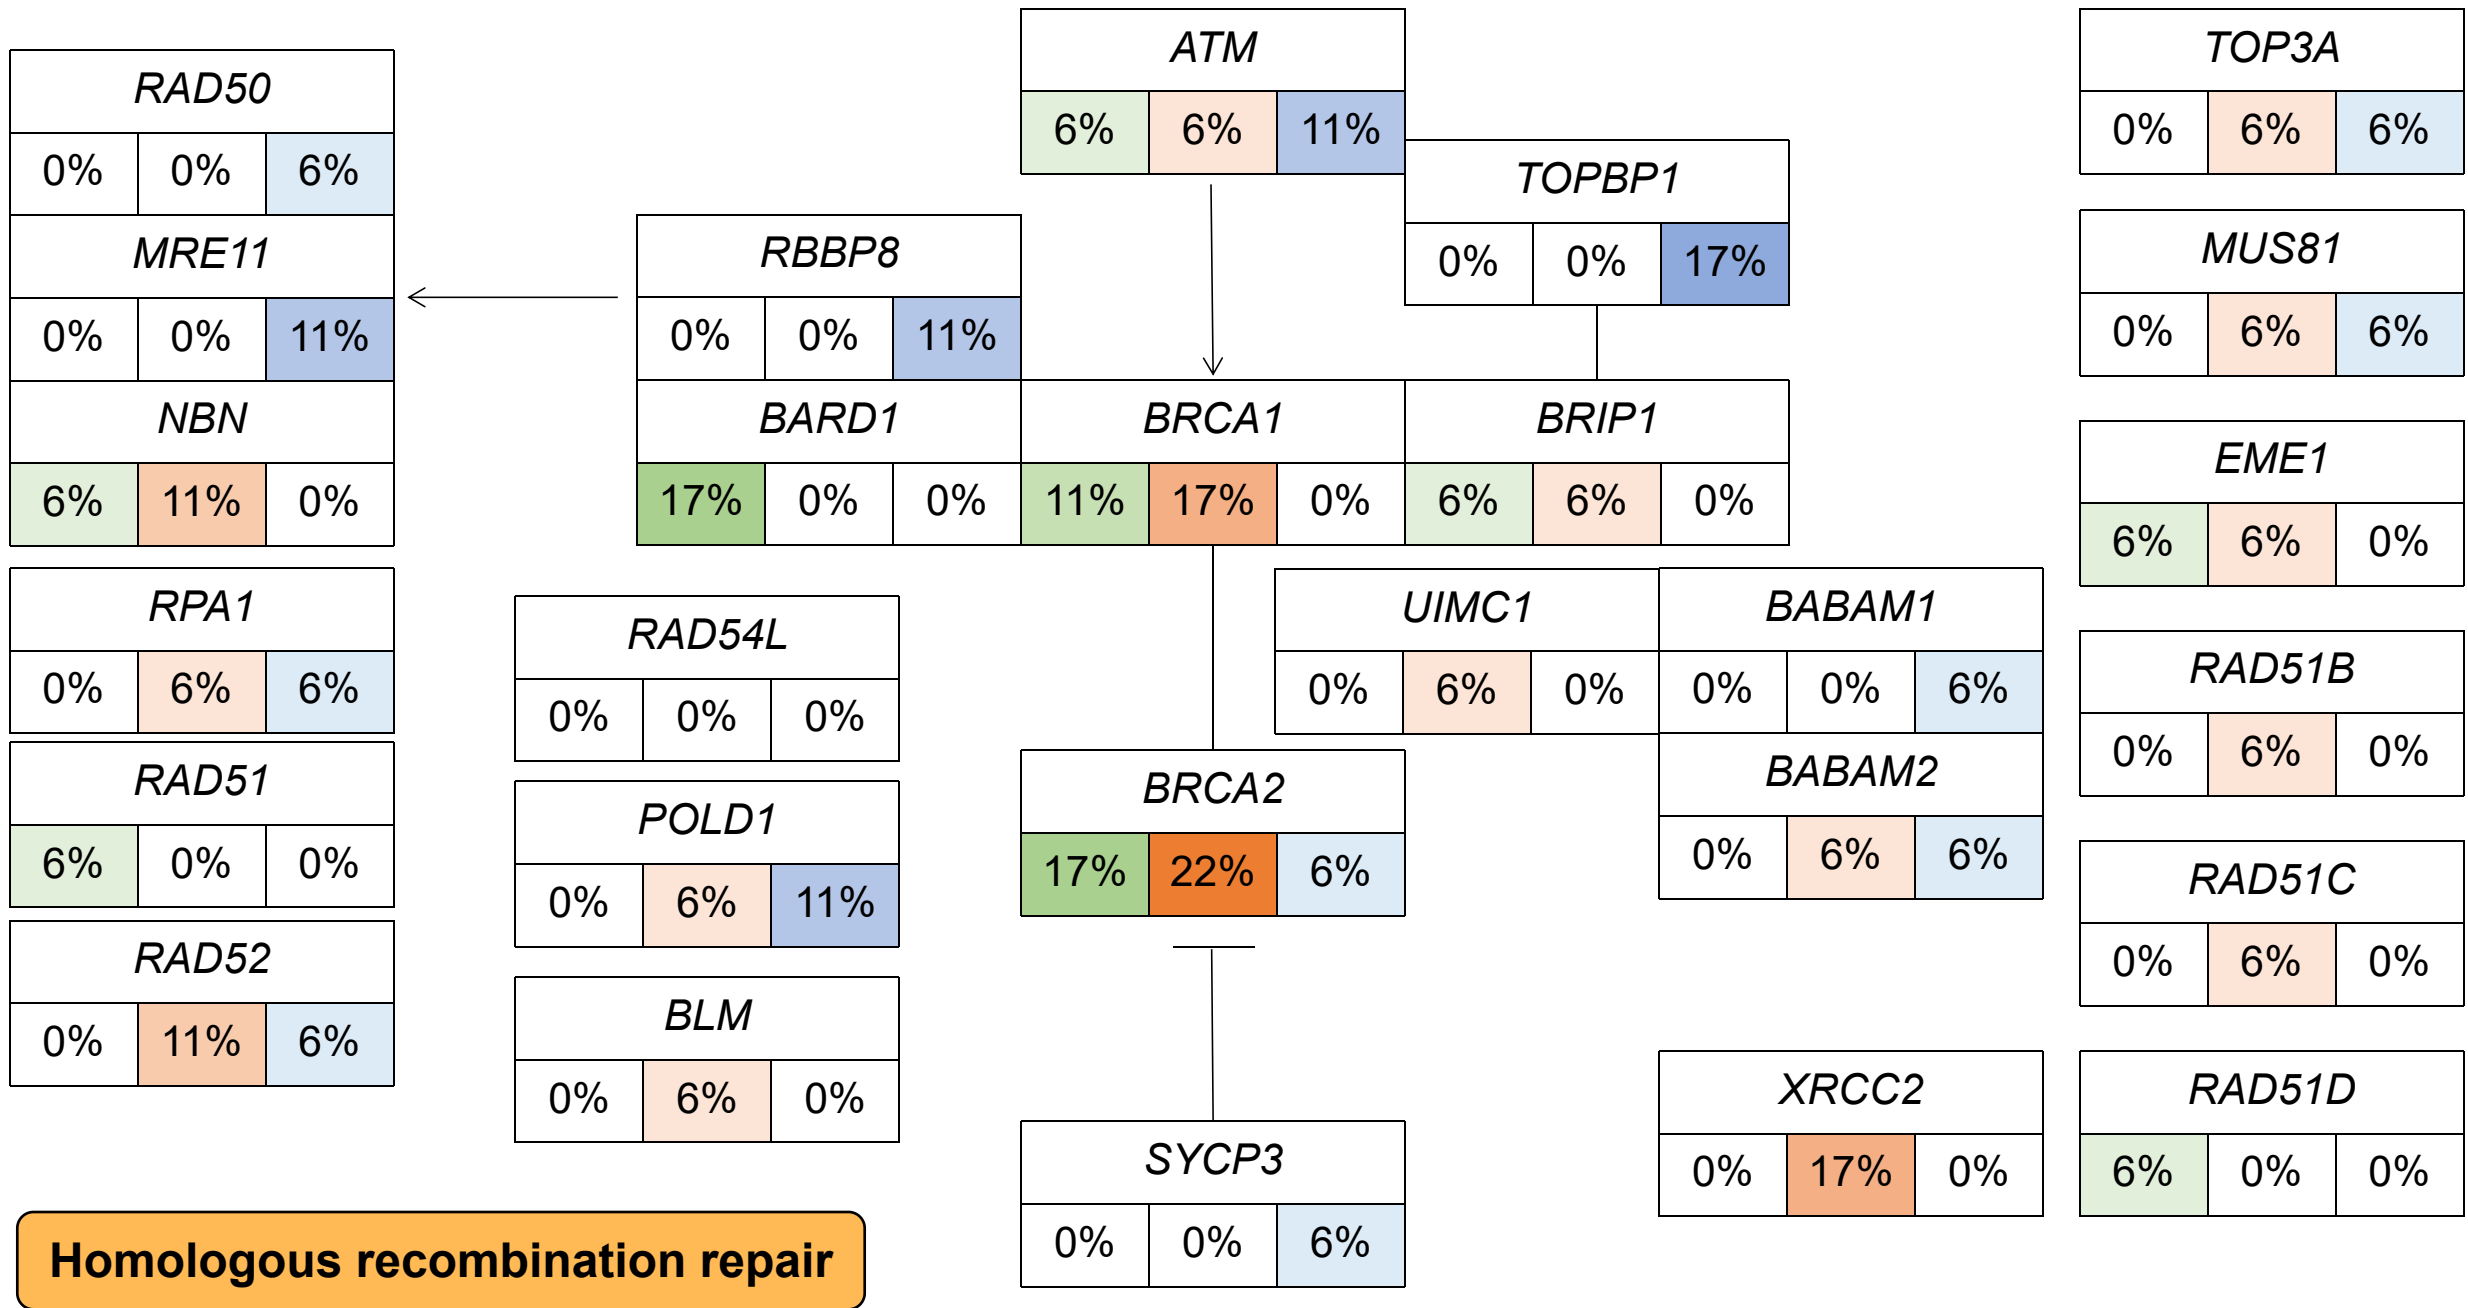 RAD50
0% 0% 6%
MRE11
0% 0% 11%
NBN
6% 11% 0%
RPA1
0% 6% 6%
RAD51
6% 0% 0%
RAD52
0% 11% 6%
RBBP8
0% 0% 11%
BARD1
17% 0% 0%
RAD54L
0% 0% 0%
POLD1
0% 6% 11%
BLM
0% 6% 0%
ATM
6% 6% 11%
BRCA1
11% 17% 0%
BRCA2
17% 22% 6%
SYCP3
0% 0% 6%
TOPBP1
0% 0% 17%
BRIP1
6% 6% 0%
UIMC1
0% 6% 0%
BABAM1
0% 0% 6%
BABAM2
0% 6% 6%
XRCC2
0% 17% 0%
TOP3A
0% 6% 6%
MUS81
0% 6% 6%
EME1
6% 6% 0%
RAD51B
0% 6% 0%
RAD51C
0% 6% 0%
RAD51D
6% 0% 0%
Homologous recombination repair